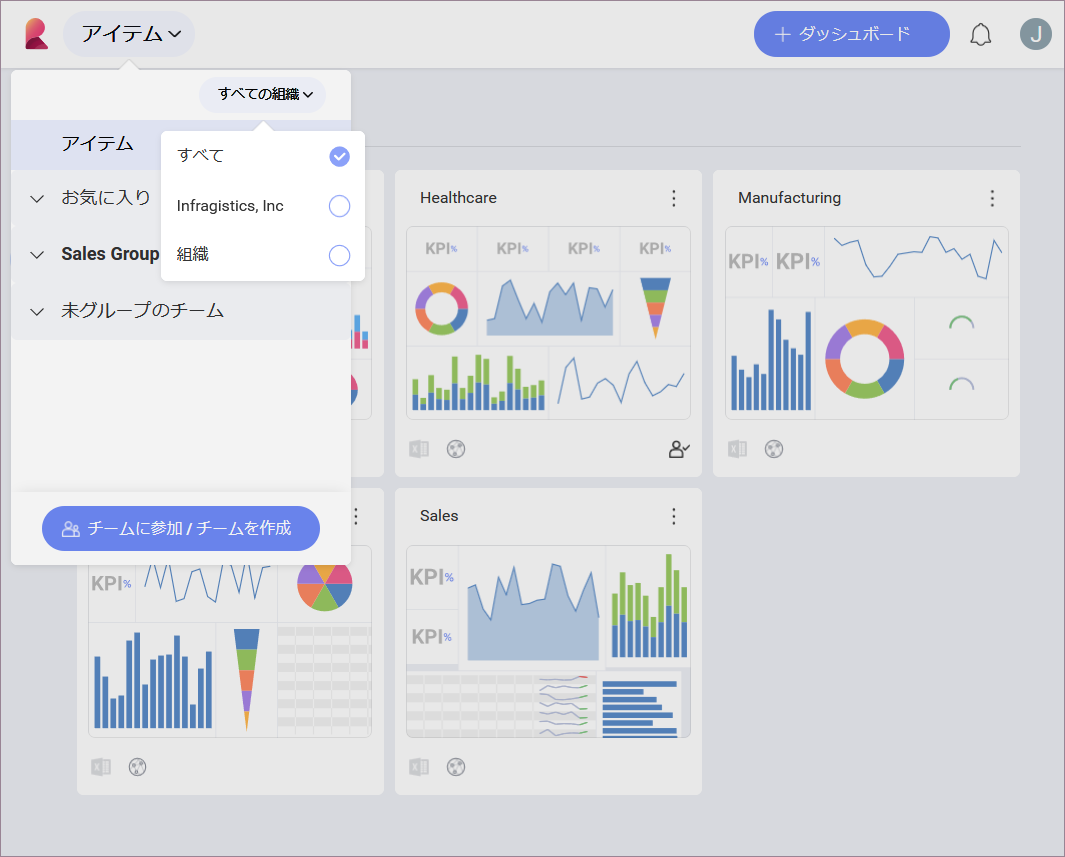 アイテム
＋ ダッシュボード
J
すべての組織
アイテム
すべて
お気に入り
Infragistics, Inc
Sales Group
組織
未グループのチーム
チームに参加 / チームを作成
Healthcare
KPI% KPI% KPI% KPI%
Manufacturing
KPI% KPI%
KPI%
Sales
KPI%
KPI%